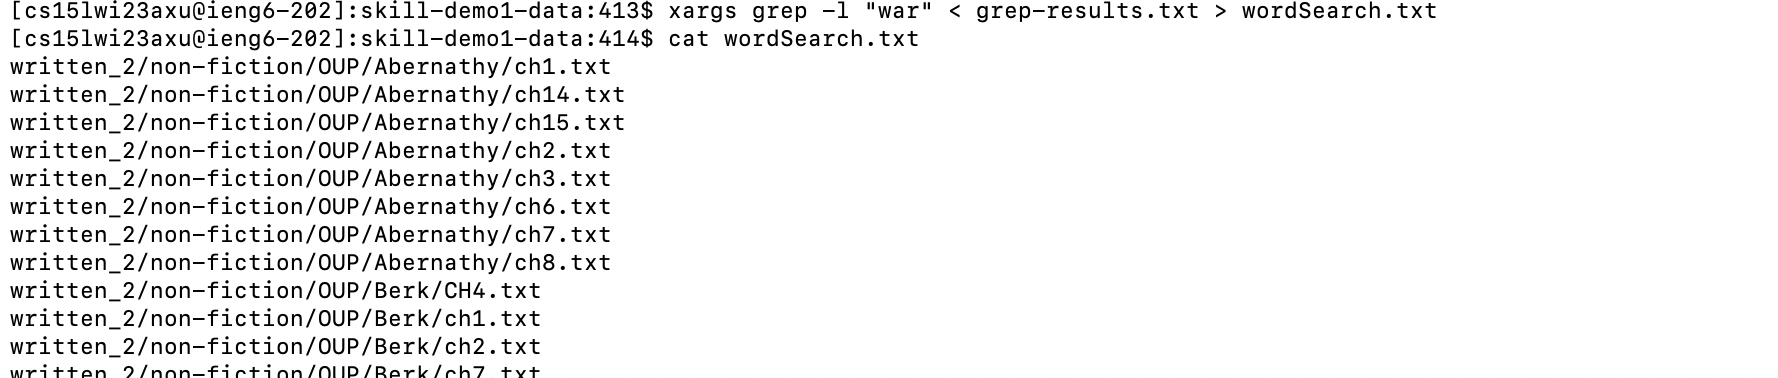 [cs15lwi23axu@ieng6-202]:skill-demo1-data:413$ xargs grep -l "war" < grep-results.txt > wordSearch.txt
[cs15lwi23axu@ieng6-202]:skill-demo1-data:414$ cat wordSearch.txt
written_2/non-fiction/OUP/Abernathy/ch1.txt
written_2/non-fiction/OUP/Abernathy/ch14.txt
written_2/non-fiction/OUP/Abernathy/ch15.txt
written_2/non-fiction/OUP/Abernathy/ch2.txt
written_2/non-fiction/OUP/Abernathy/ch3.txt
written_2/non-fiction/OUP/Abernathy/ch6.txt
written_2/non-fiction/OUP/Abernathy/ch7.txt
written_2/non-fiction/OUP/Abernathy/ch8.txt
written_2/non-fiction/OUP/Berk/CH4.txt
written_2/non-fiction/OUP/Berk/ch1.txt
written_2/non-fiction/OUP/Berk/ch2.txt
written_2/non-fiction/OUP/Berk/ch7.txt